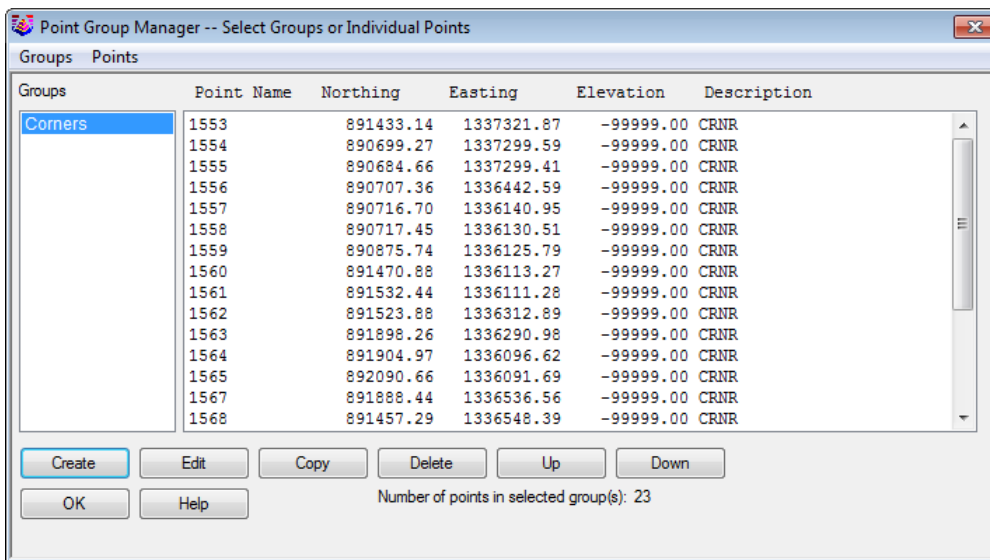 Point Group Manager -- Select Groups or Individual Points
Groups Points
Groups Point Name Northing Easting Elevation Description
Corners
1553 891433.14 1337321.87 -99999.00 CRNR
1554 890699.27 1337299.59 -99999.00 CRNR
1555 890684.66 1337299.41 -99999.00 CRNR
1556 890707.36 1336442.59 -99999.00 CRNR
1557 890716.70 1336140.95 -99999.00 CRNR
1558 890717.45 1336130.51 -99999.00 CRNR
1559 890875.74 1336125.79 -99999.00 CRNR
1560 891470.88 1336113.27 -99999.00 CRNR
1561 891532.44 1336111.28 -99999.00 CRNR
1562 891523.88 1336312.89 -99999.00 CRNR
1563 891898.26 1336290.98 -99999.00 CRNR
1564 891904.97 1336096.62 -99999.00 CRNR
1565 892090.66 1336091.69 -99999.00 CRNR
1567 891888.44 1336536.56 -99999.00 CRNR
1568 891457.29 1336548.39 -99999.00 CRNR
Create Edit Copy Delete Up Down
OK Help Number of points in selected group(s): 23